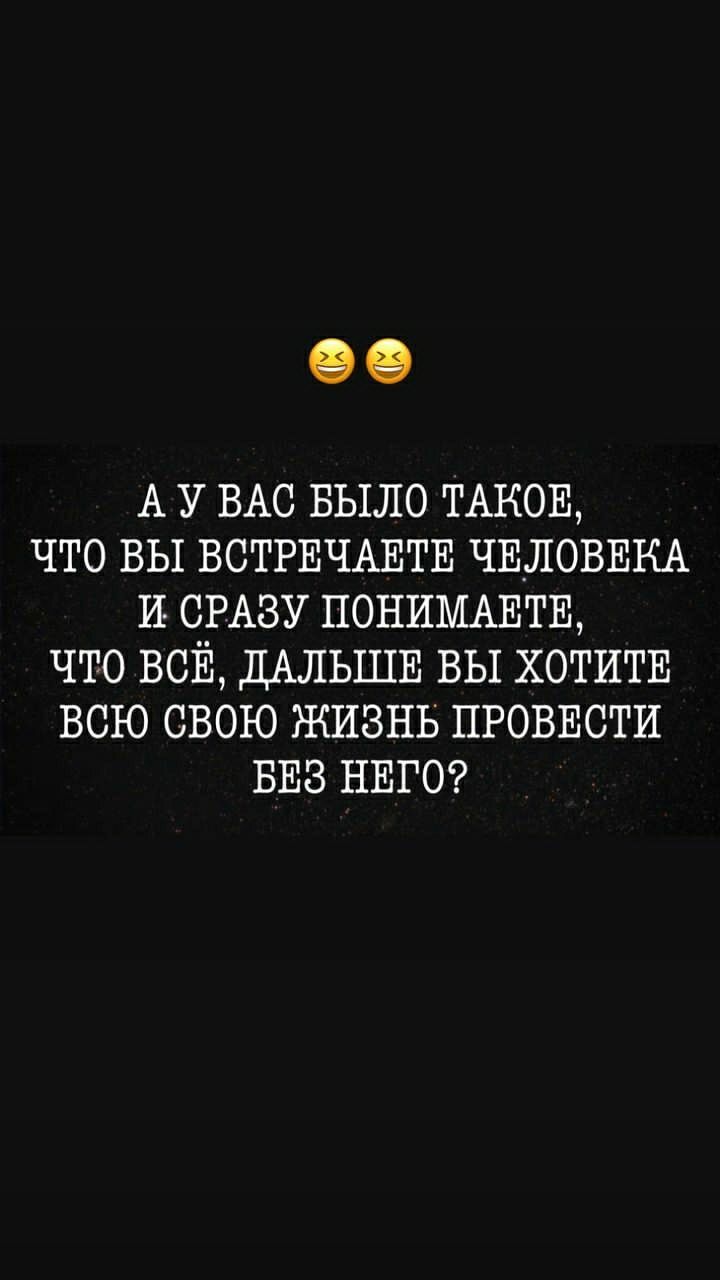 😆😆
А У ВАС БЫЛО ТАКОЕ,
ЧТО ВЫ ВСТРЕЧАЕТЕ ЧЕЛОВЕКА
И СРАЗУ ПОНИМАЕТЕ,
ЧТО ВСЁ, ДАЛЬШЕ ВЫ ХОТИТЕ
ВСЮ СВОЮ ЖИЗНЬ ПРОВЕСТИ
БЕЗ НЕГО?